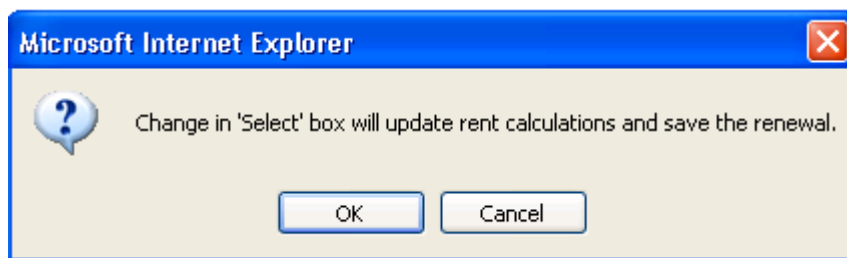 Microsoft Internet Explorer
Change in 'Select' box will update rent calculations and save the renewal.
OK
Cancel